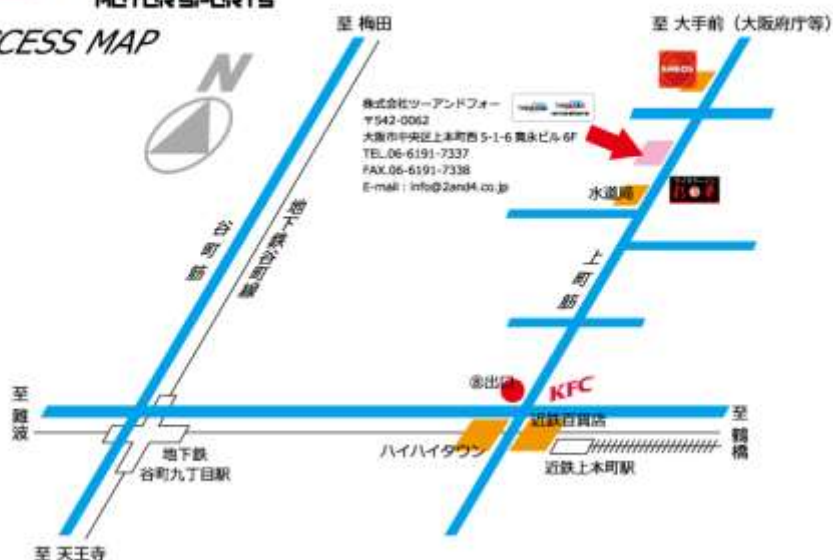 MOTORSPORTS
CCESS MAP
N
至 梅田
至 大手前（大阪府庁等）
ENEOS
株式会社ツーアンドフォー
〒542-0062
大阪市中央区上本町西 5-1-6 寛永ビル 6F
TEL.06-6191-7337
FAX.06-6191-7338
E-mail : info@2and4.co.jp
水道局
谷町筋
地下鉄谷町線
上町筋
⑧出口
KFC
至難波
近鉄百貨店
至鶴橋
ハイハイタウン
地下鉄
谷町九丁目駅
近鉄上本町駅
至 天王寺